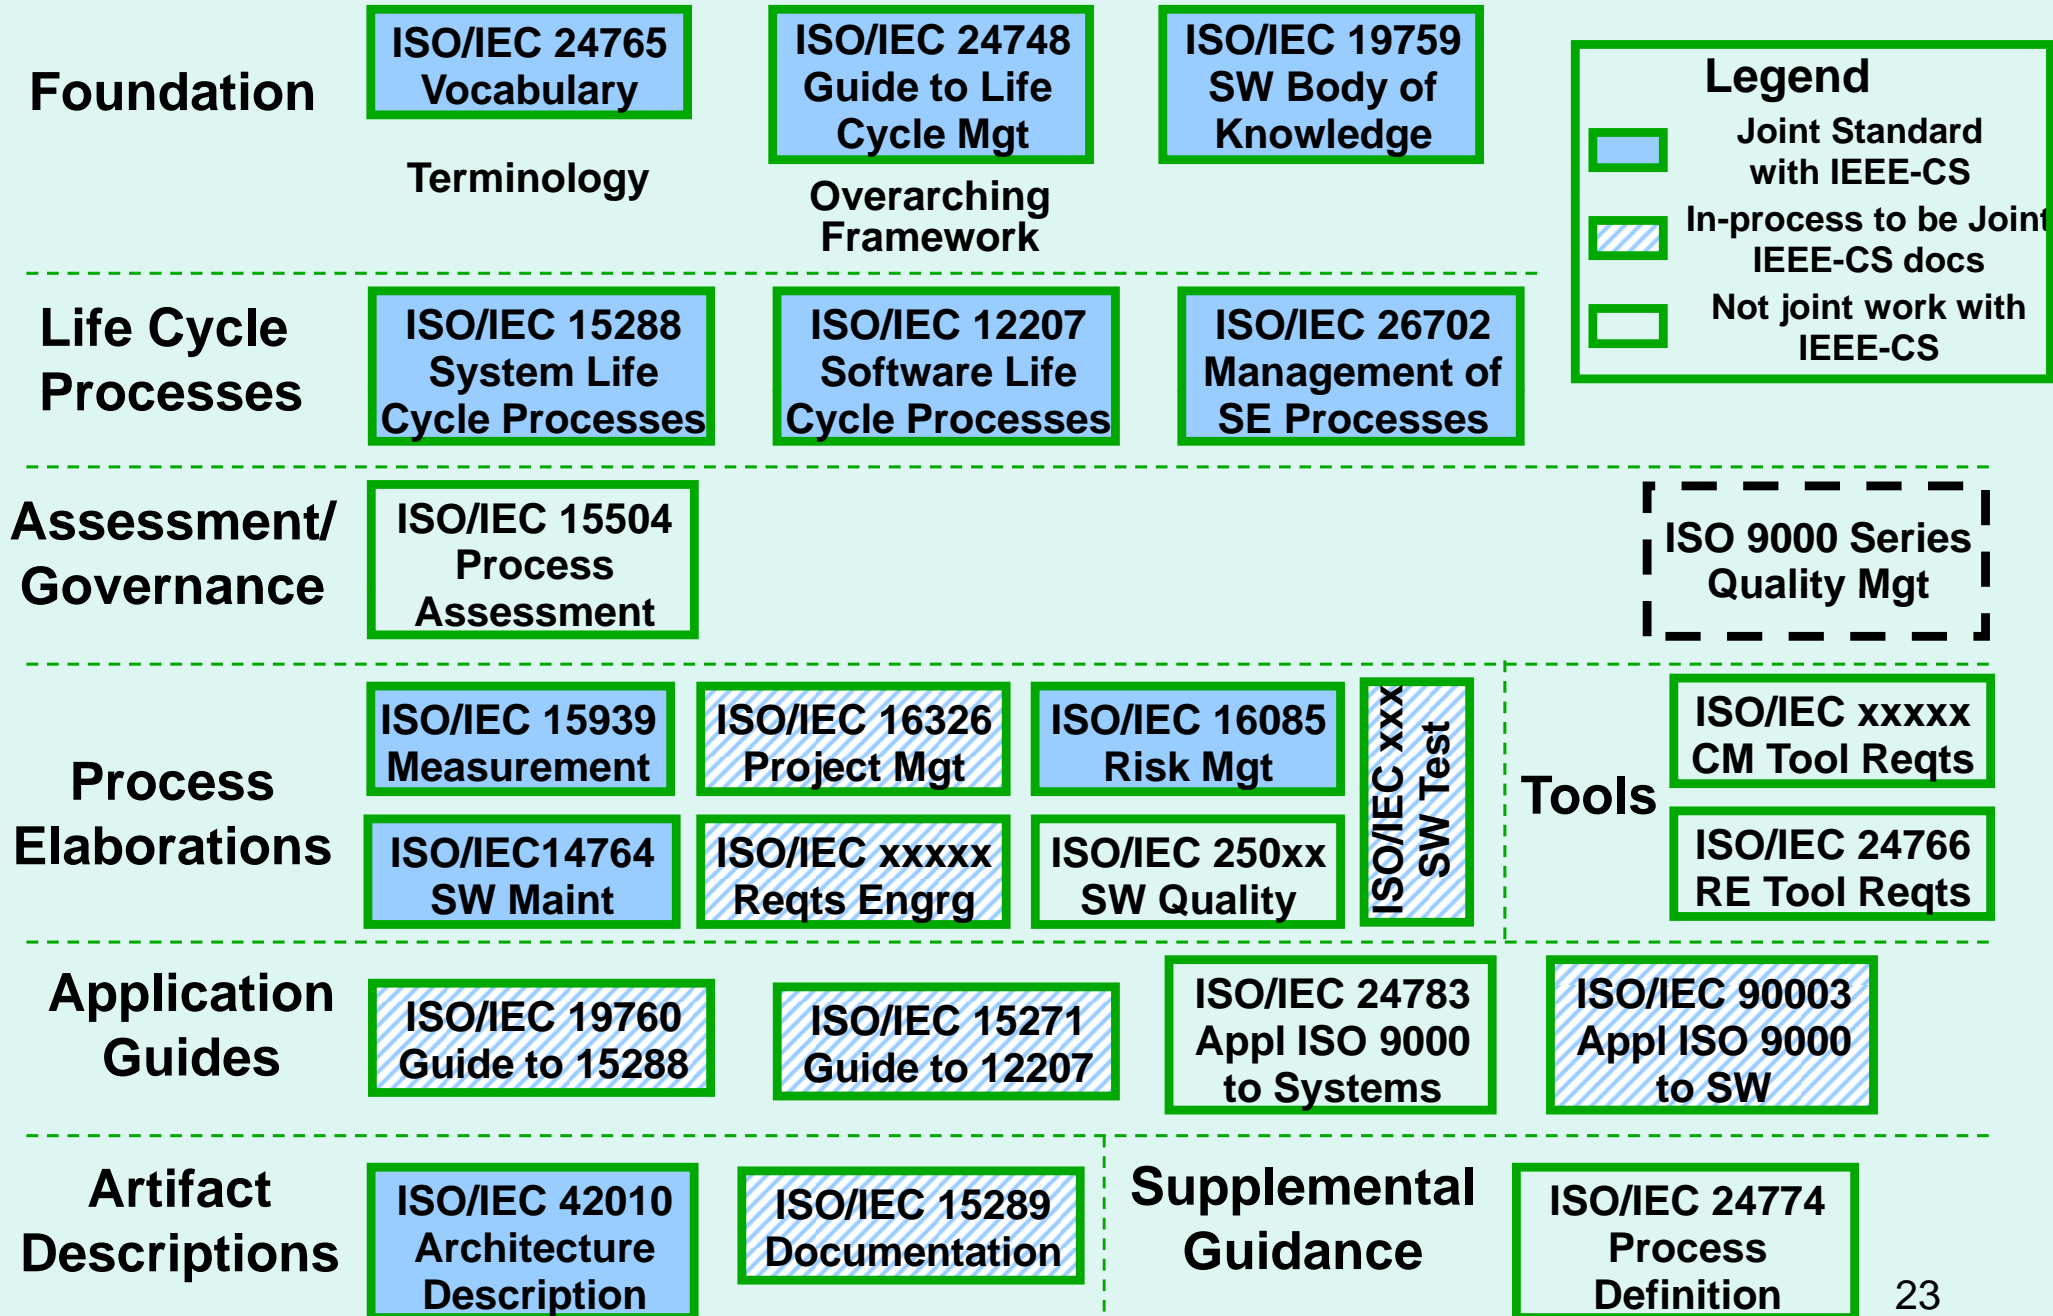 Foundation
ISO/IEC 24765
Vocabulary
Terminology
ISO/IEC 24748
Guide to Life
Cycle Mgt
Overarching
Framework
ISO/IEC 19759
SW Body of
Knowledge
Legend
Joint Standard
with IEEE-CS
In-process to be Joint
IEEE-CS docs
Not joint work with
IEEE-CS
Life Cycle
Processes
ISO/IEC 15288
System Life
Cycle Processes
ISO/IEC 12207
Software Life
Cycle Processes
ISO/IEC 26702
Management of
SE Processes
Assessment/
Governance
ISO/IEC 15504
Process
Assessment
ISO 9000 Series
Quality Mgt
Process
Elaborations
ISO/IEC 15939
Measurement
ISO/IEC 16326
Project Mgt
ISO/IEC 16085
Risk Mgt
ISO/IEC14764
SW Maint
ISO/IEC xxxxx
Reqts Engrg
ISO/IEC 250xx
SW Quality
ISO/IEC xxx
SW Test
Tools
ISO/IEC xxxxx
CM Tool Reqts
ISO/IEC 24766
RE Tool Reqts
Application
Guides
ISO/IEC 19760
Guide to 15288
ISO/IEC 15271
Guide to 12207
ISO/IEC 24783
Appl ISO 9000
to Systems
ISO/IEC 90003
Appl ISO 9000
to SW
Artifact
Descriptions
ISO/IEC 42010
Architecture
Description
ISO/IEC 15289
Documentation
Supplemental
Guidance
ISO/IEC 24774
Process
Definition
23